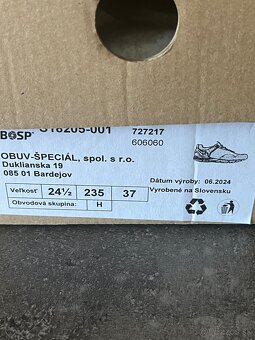 S16205-001 727217
BOSP® 606060
OBUV-ŠPECIÁL, spol. s r.o.
Duklianska 19
085 01 Bardejov
Dátum výroby: 06.2024
Vyrobené na Slovensku
Veľkosť 24½ 235 37
Obvodová skupina: H